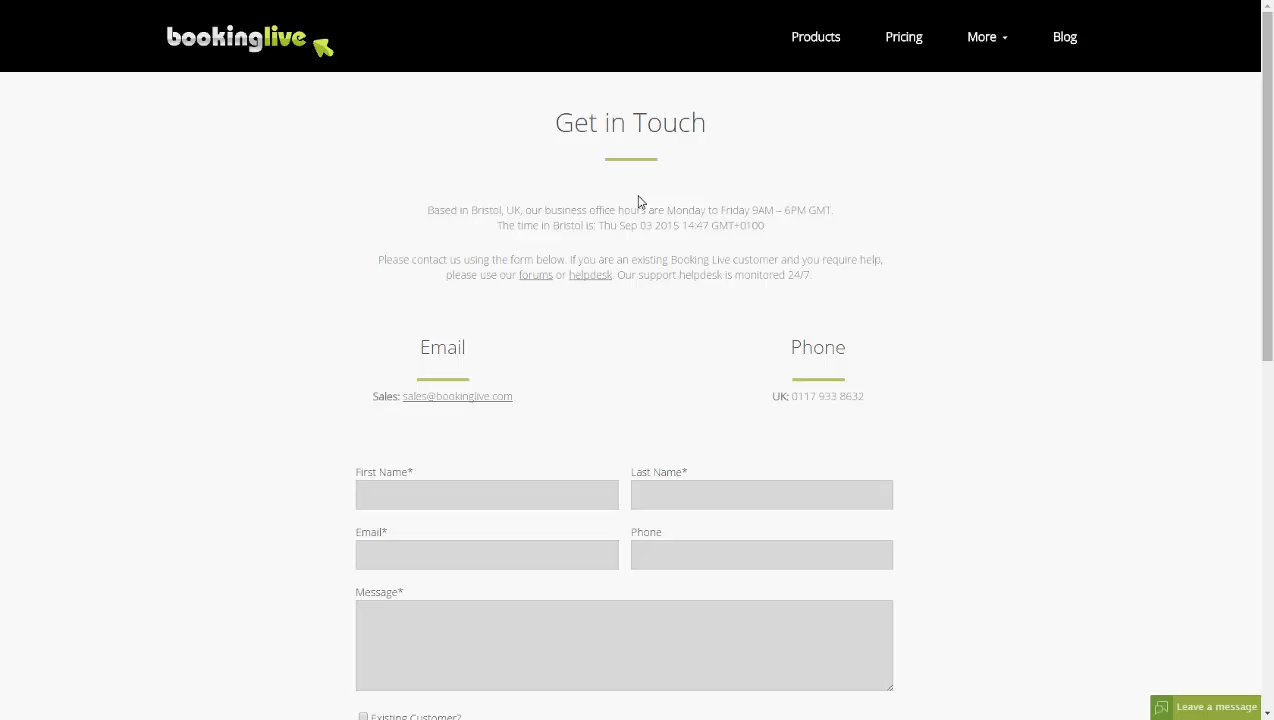 bookinglive
Products Pricing More Blog
Get in Touch
Based in Bristol, UK, our business office hours are Monday to Friday 9AM – 6PM GMT.
The time in Bristol is: Thu Sep 03 2015 14:47 GMT+0100
Please contact us using the form below. If you are an existing Booking Live customer and you require help,
please use our forums or helpdesk. Our support helpdesk is monitored 24/7.
Email Phone
Sales: sales@bookinglive.com UK: 0117 933 8632
First Name* Last Name*
Email* Phone
Message*
Existing Customer?
Leave a message